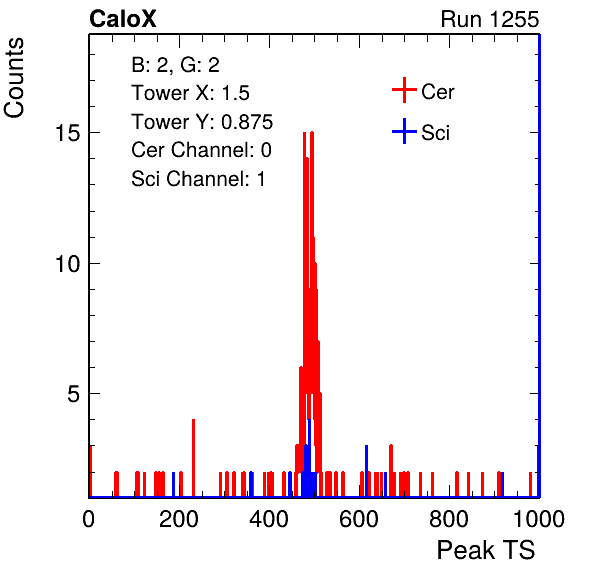 CaloX
Run 1255
Counts
B: 2, G: 2
Tower X: 1.5
Tower Y: 0.875
Cer Channel: 0
Sci Channel: 1
Cer
Sci
15
10
5
0 200 400 600 800 1000
Peak TS